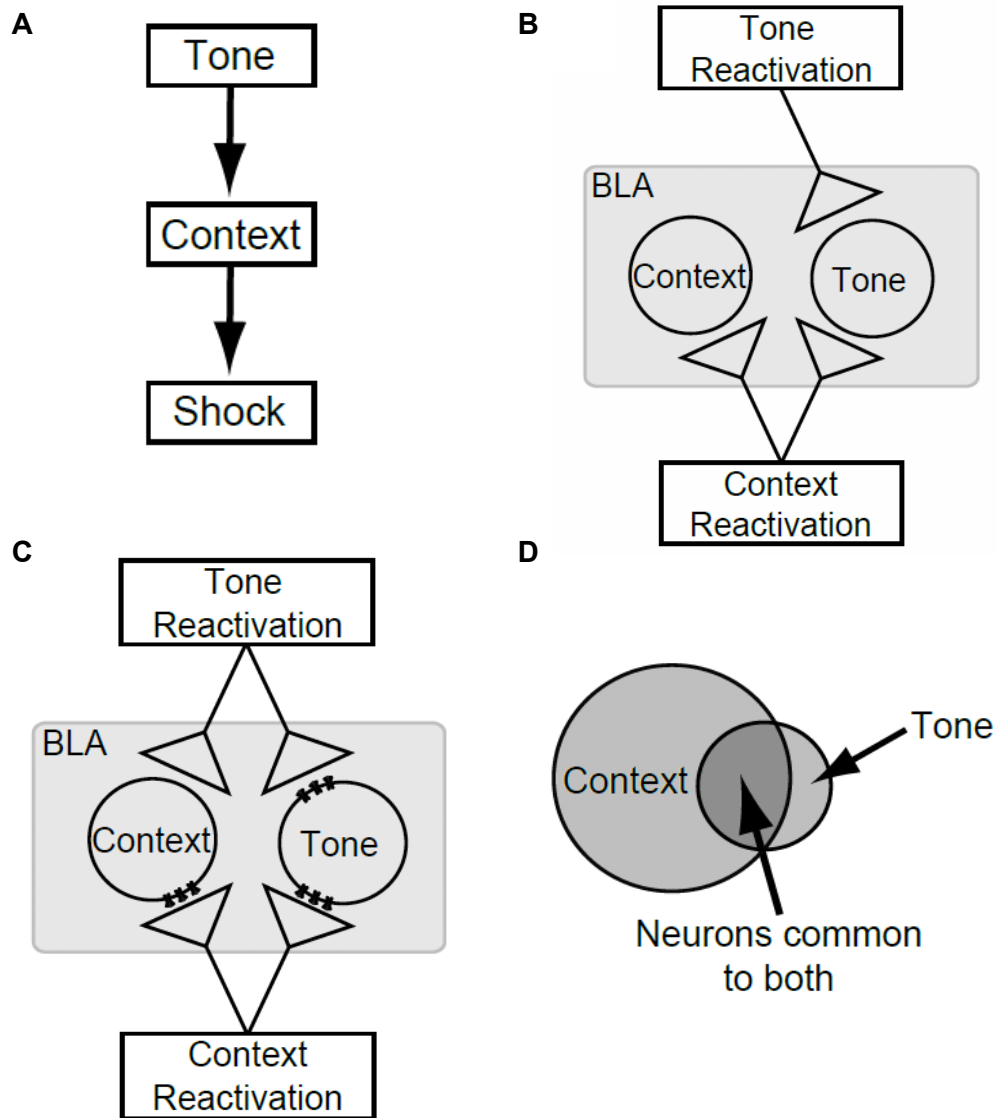 A
Tone
Context
Shock
B
Tone
Reactivation
BLA
Context
Tone
Context
Reactivation
C
Tone
Reactivation
BLA
Context
Tone
Context
Reactivation
D
Context
Tone
Neurons common
to both